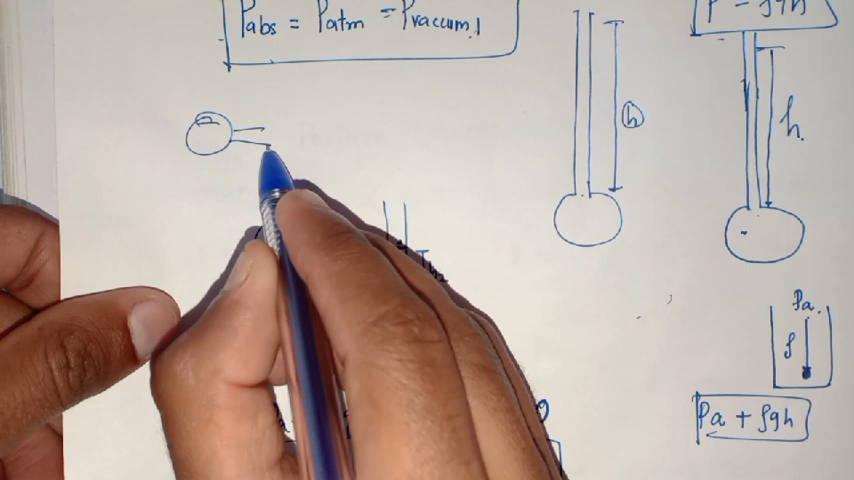 Pabs = Patm - Pvaccum.
P = ρgh
h
h.
Pa.
ρ
Pa + ρgh